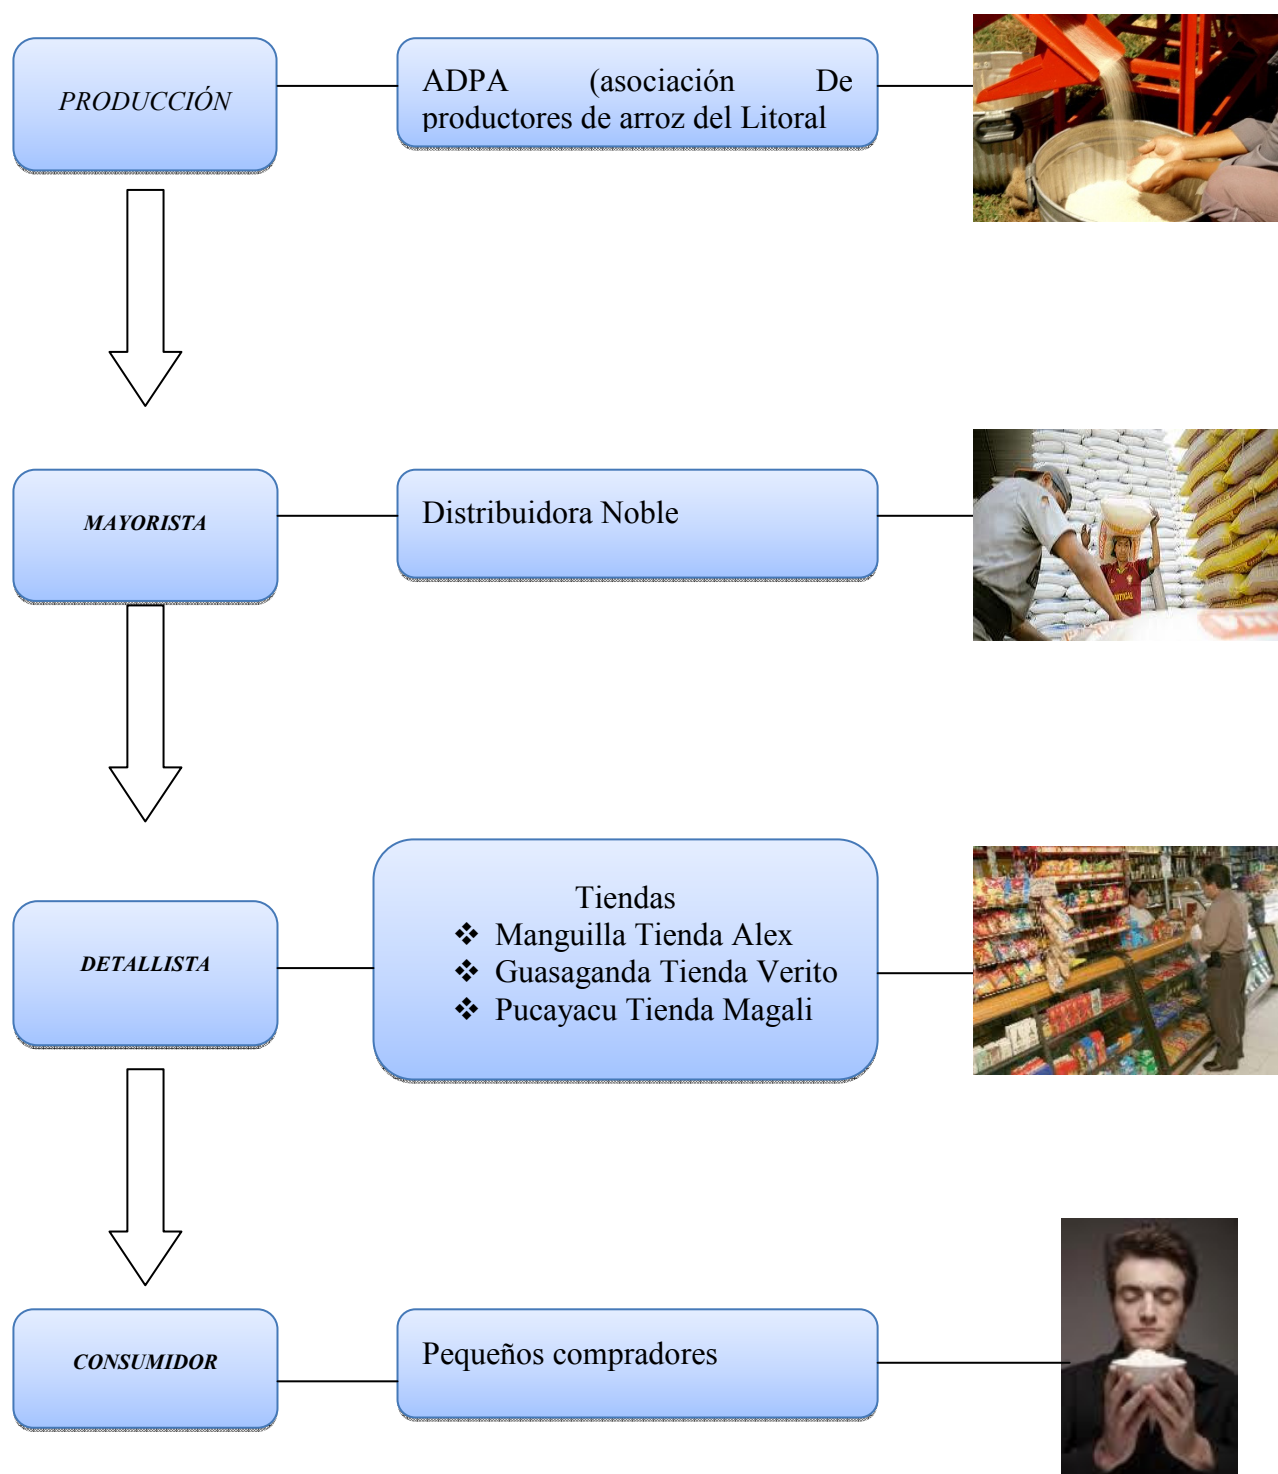 PRODUCCIÓN
ADPA (asociación De
productores de arroz del Litoral
MAYORISTA
Distribuidora Noble
DETALLISTA
Tiendas
❖ Manguilla Tienda Alex
❖ Guasaganda Tienda Verito
❖ Pucayacu Tienda Magali
CONSUMIDOR
Pequeños compradores